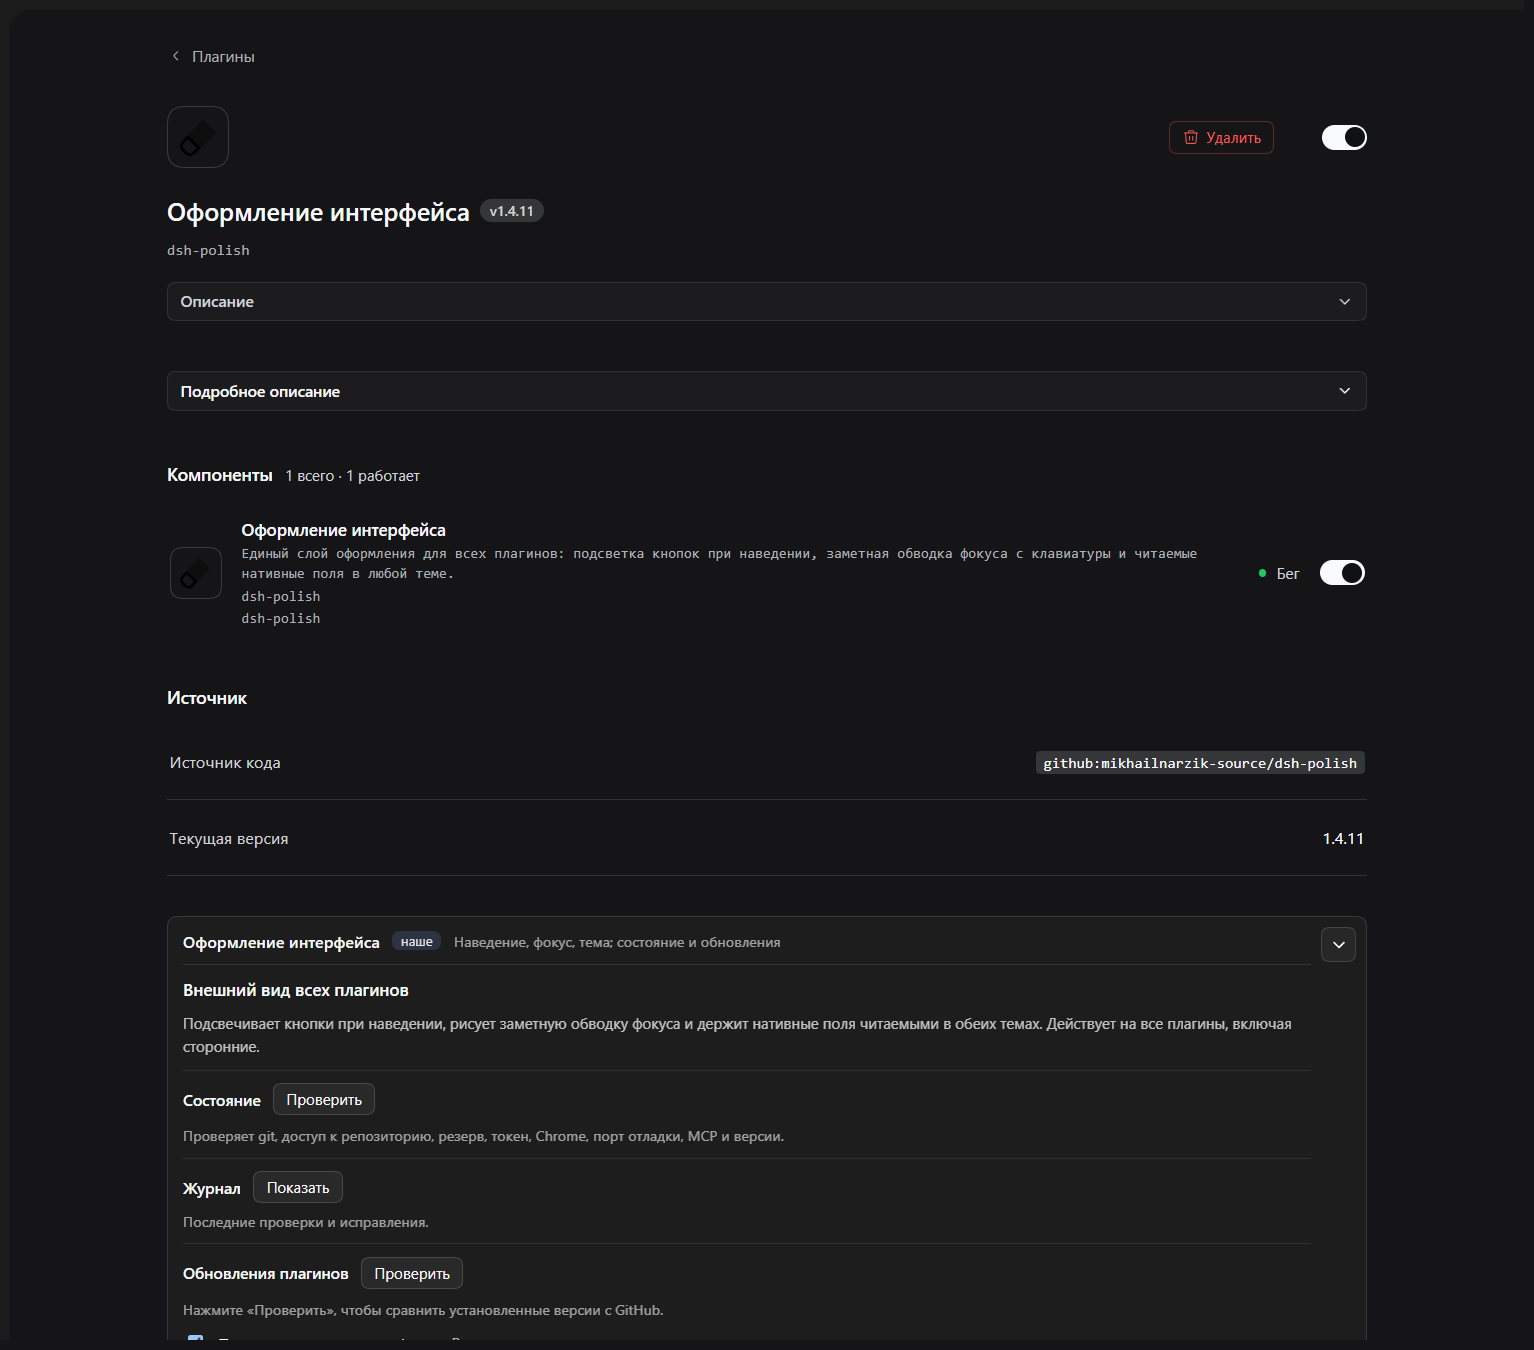 Плагины
Удалить
Оформление интерфейса v1.4.11
dsh-polish
Описание
Подробное описание
Компоненты 1 всего · 1 работает
Оформление интерфейса
Единый слой оформления для всех плагинов: подсветка кнопок при наведении, заметная обводка фокуса с клавиатуры и читаемые
нативные поля в любой теме.
Бег
dsh-polish
dsh-polish
Источник
Источник кода github:mikhailnarzik-source/dsh-polish
Текущая версия 1.4.11
Оформление интерфейса наше Наведение, фокус, тема; состояние и обновления
Внешний вид всех плагинов
Подсвечивает кнопки при наведении, рисует заметную обводку фокуса и держит нативные поля читаемыми в обеих темах. Действует на все плагины, включая
сторонние.
Состояние Проверить
Проверяет git, доступ к репозиторию, резерв, токен, Chrome, порт отладки, MCP и версии.
Журнал Показать
Последние проверки и исправления.
Обновления плагинов Проверить
Нажмите «Проверить», чтобы сравнить установленные версии с GitHub.